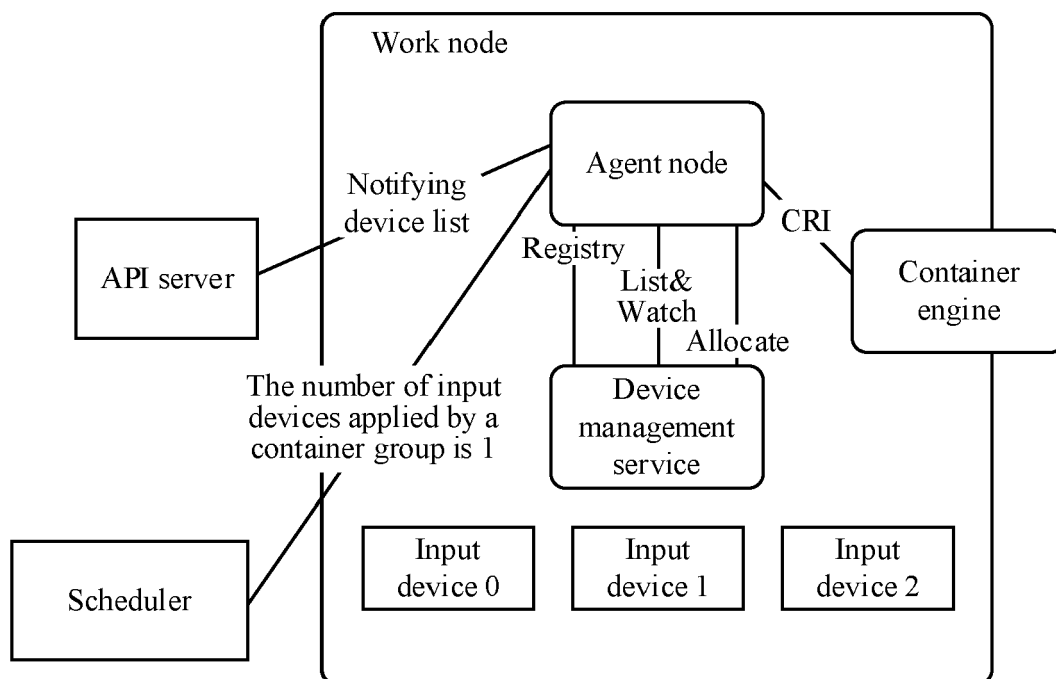 Work node
Agent node
Notifying
device list
API server
Registry
List&
Watch
Allocate
CRI
Container
engine
The number of input
devices applied by a
container group is 1
Device
management
service
Scheduler
Input
device 0
Input
device 1
Input
device 2